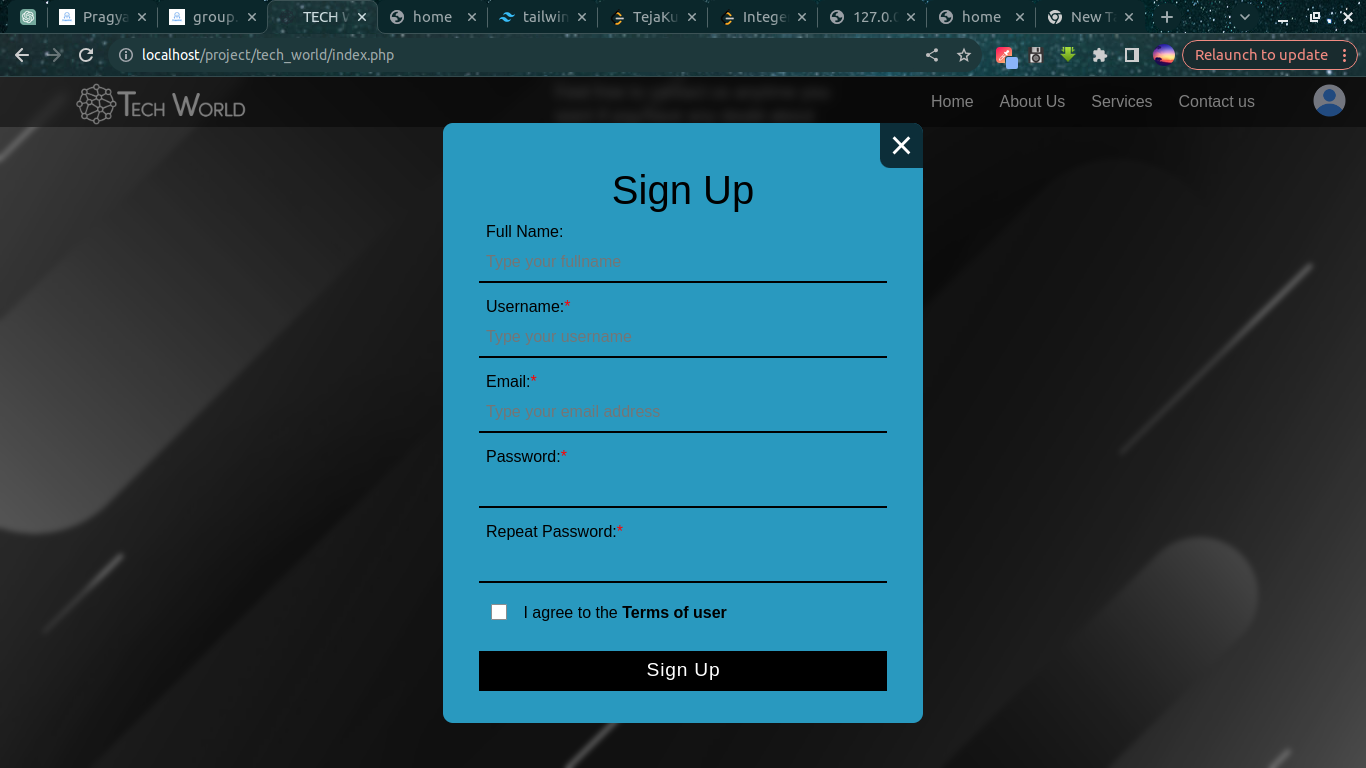 Pragya
group.
TECH W
home
tailwin
TejaKu
Intege
127.0.0
home
New Ta
localhost/project/tech_world/index.php
Relaunch to update
TECH WORLD
Home
About Us
Services
Contact us
Sign Up
Full Name:
Type your fullname
Username:*
Type your username
Email:*
Type your email address
Password:*
Repeat Password:*
I agree to the Terms of user
Sign Up